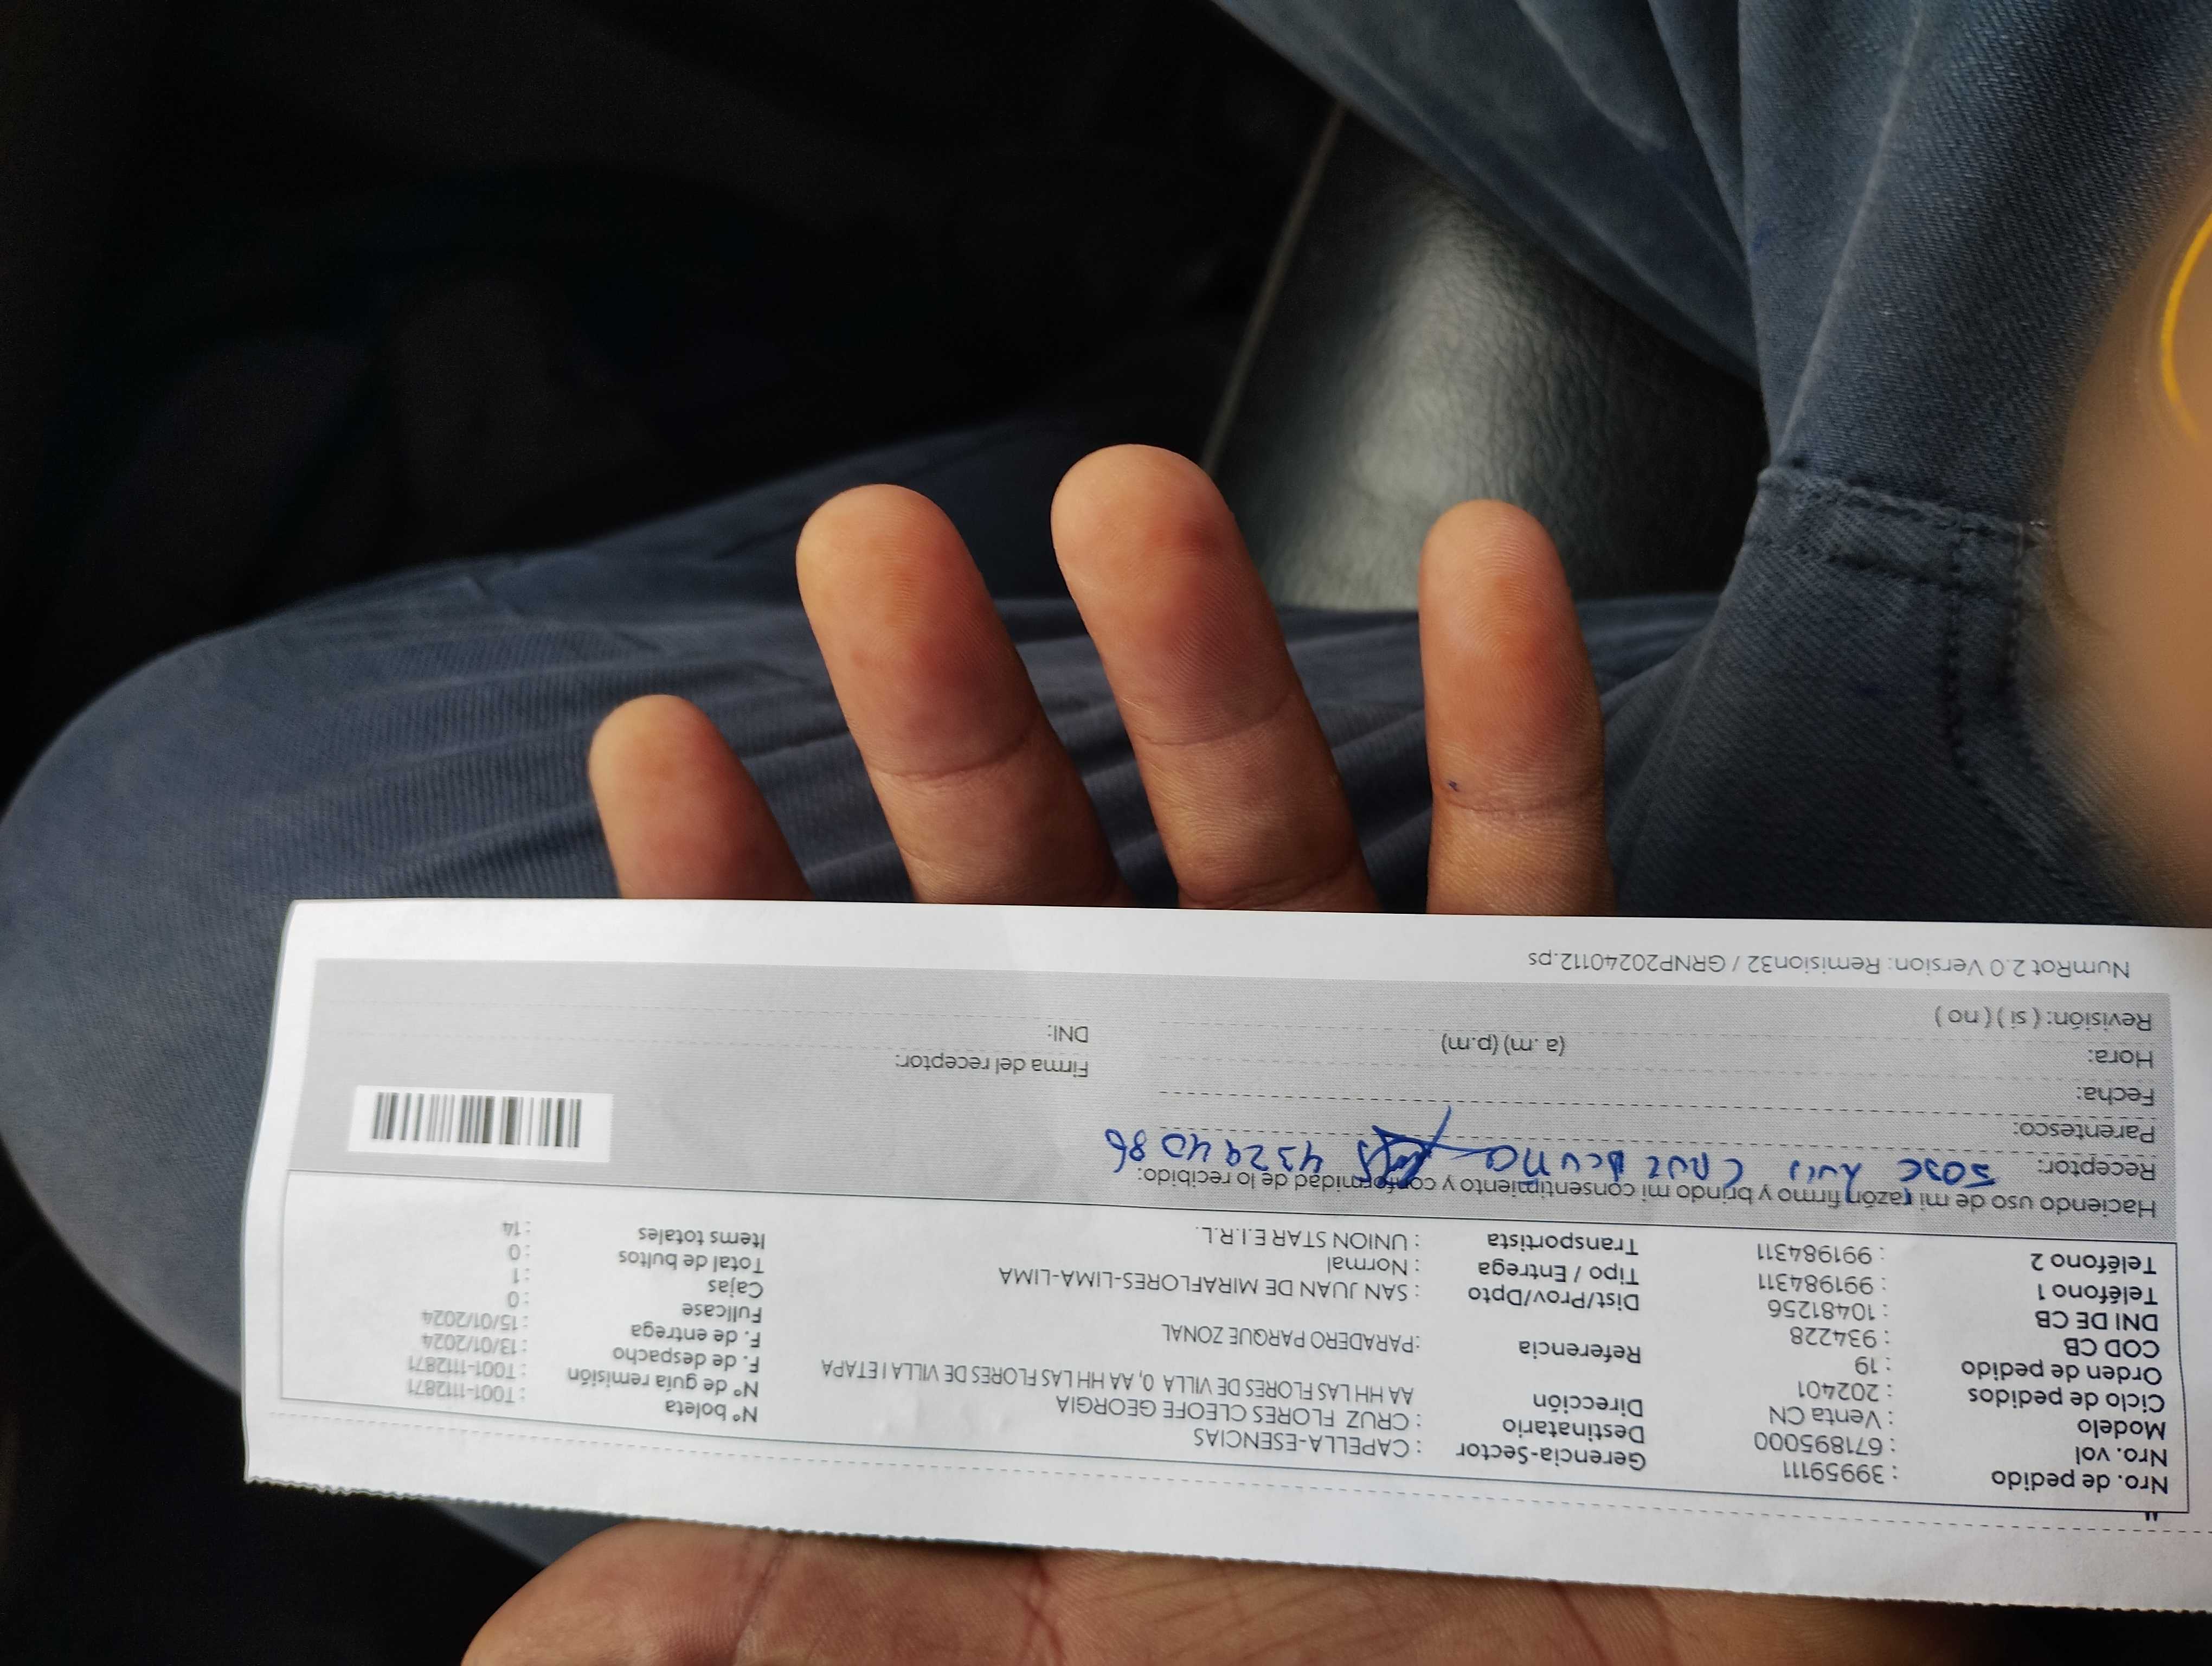 Nro. de pedido : 39959111
Nro. vol : 671895000
Modelo : Venta CN
Ciclo de pedidos : 202401
Orden de pedido : 19
COD CB : 934228
DNI DE CB : 10481256
Teléfono 1 : 991984311
Teléfono 2 : 991984311
Gerencia-Sector : CAPELLA-ESENCIAS
Destinatario : CRUZ FLORES CLEOFE GEORGIA
Dirección AA HH LAS FLORES DE VILLA 0, AA HH LAS FLORES DE VILLA I ETAPA
Referencia :PARADERO PARQUE ZONAL
Dist/Prov/Dpto : SAN JUAN DE MIRAFLORES-LIMA-LIMA
Tipo / Entrega : Normal
Transportista : UNION STAR E.I.R.L.
N° boleta : T001-1112871
N° de guía remisión : T001-1112871
F. de despacho : 13/01/2024
F. de entrega : 15/01/2024
Fullcase : 0
Cajas : 1
Total de bultos : 0
Items totales : 14
Haciendo uso de mi razón firmo y brindo mi consentimiento y conformidad de lo recibido:
Receptor: JOSE LUIS CRUZ ACUÑA
Parentesco:
Fecha:
Hora: (a .m) (p.m)
Revisión: ( si ) ( no )
Firma del receptor:
DNI:
NumRot 2.0 Version: Remision32 / GRNP20240112.ps